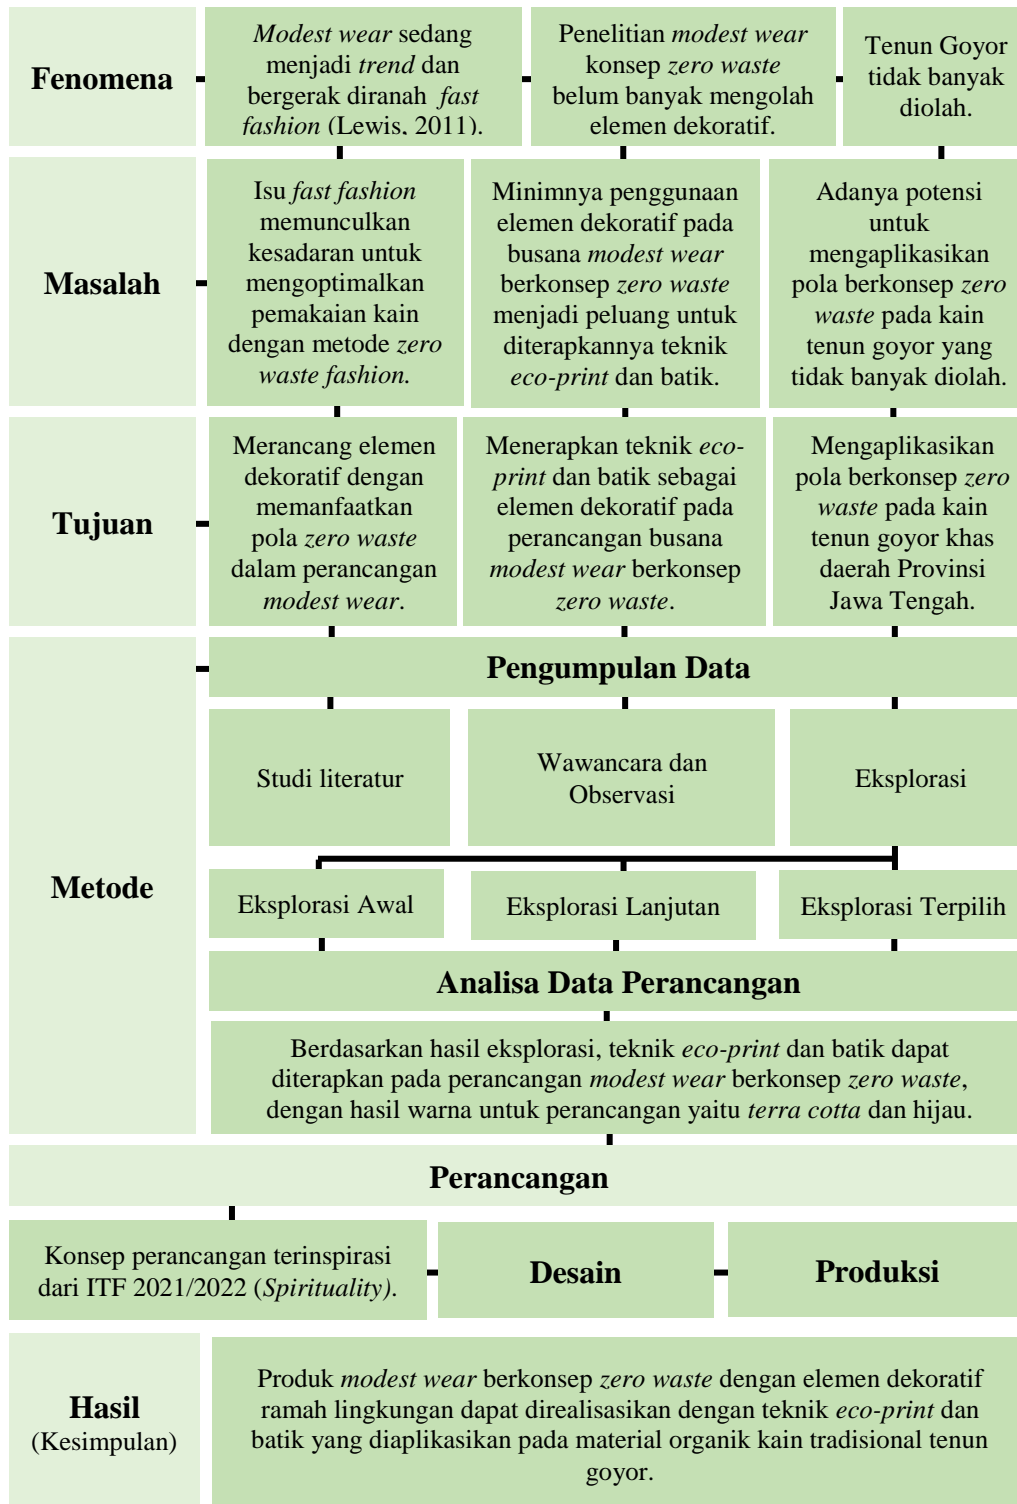 Fenomena
Modest wear sedang
menjadi trend dan
bergerak diranah fast
fashion (Lewis, 2011).
Penelitian modest wear
konsep zero waste
belum banyak mengolah
elemen dekoratif.
Tenun Goyor
tidak banyak
diolah.
Masalah
Isu fast fashion
memunculkan
kesadaran untuk
mengoptimalkan
pemakaian kain
dengan metode zero
waste fashion.
Minimnya penggunaan
elemen dekoratif pada
busana modest wear
berkonsep zero waste
menjadi peluang untuk
diterapkannya teknik
eco-print dan batik.
Adanya potensi
untuk
mengaplikasikan
pola berkonsep zero
waste pada kain
tenun goyor yang
tidak banyak diolah.
Tujuan
Merancang elemen
dekoratif dengan
memanfaatkan
pola zero waste
dalam perancangan
modest wear.
Menerapkan teknik eco-
print dan batik sebagai
elemen dekoratif pada
perancangan busana
modest wear berkonsep
zero waste.
Mengaplikasikan
pola berkonsep zero
waste pada kain
tenun goyor khas
daerah Provinsi
Jawa Tengah.
Metode
Pengumpulan Data
Studi literatur
Wawancara dan
Observasi
Eksplorasi
Eksplorasi Awal
Eksplorasi Lanjutan
Eksplorasi Terpilih
Analisa Data Perancangan
Berdasarkan hasil eksplorasi, teknik eco-print dan batik dapat
diterapkan pada perancangan modest wear berkonsep zero waste,
dengan hasil warna untuk perancangan yaitu terra cotta dan hijau.
Perancangan
Konsep perancangan terinspirasi
dari ITF 2021/2022 (Spirituality).
Desain
Produksi
Hasil
(Kesimpulan)
Produk modest wear berkonsep zero waste dengan elemen dekoratif
ramah lingkungan dapat direalisasikan dengan teknik eco-print dan
batik yang diaplikasikan pada material organik kain tradisional tenun
goyor.